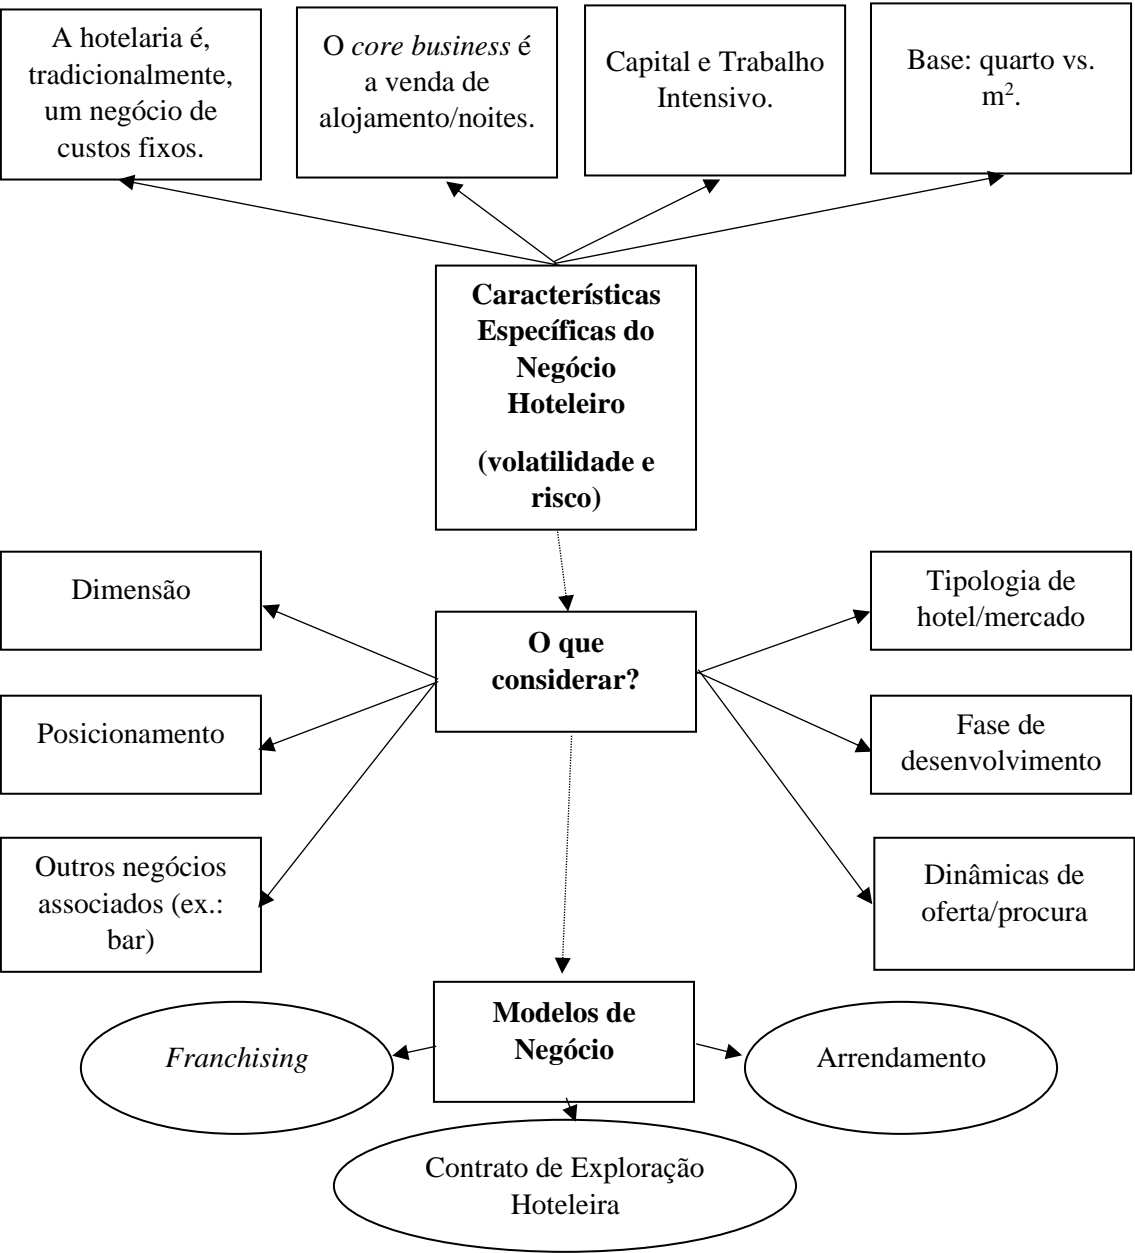 A hotelaria é,
tradicionalmente,
um negócio de
custos fixos.
O core business é
a venda de
alojamento/noites.
Capital e Trabalho
Intensivo.
Base: quarto vs.
m².
Características
Específicas do
Negócio
Hoteleiro
(volatilidade e
risco)
Dimensão
Tipologia de
hotel/mercado
O que
considerar?
Posicionamento
Fase de
desenvolvimento
Outros negócios
associados (ex.:
bar)
Dinâmicas de
oferta/procura
Modelos de
Negócio
Franchising
Arrendamento
Contrato de Exploração
Hoteleira